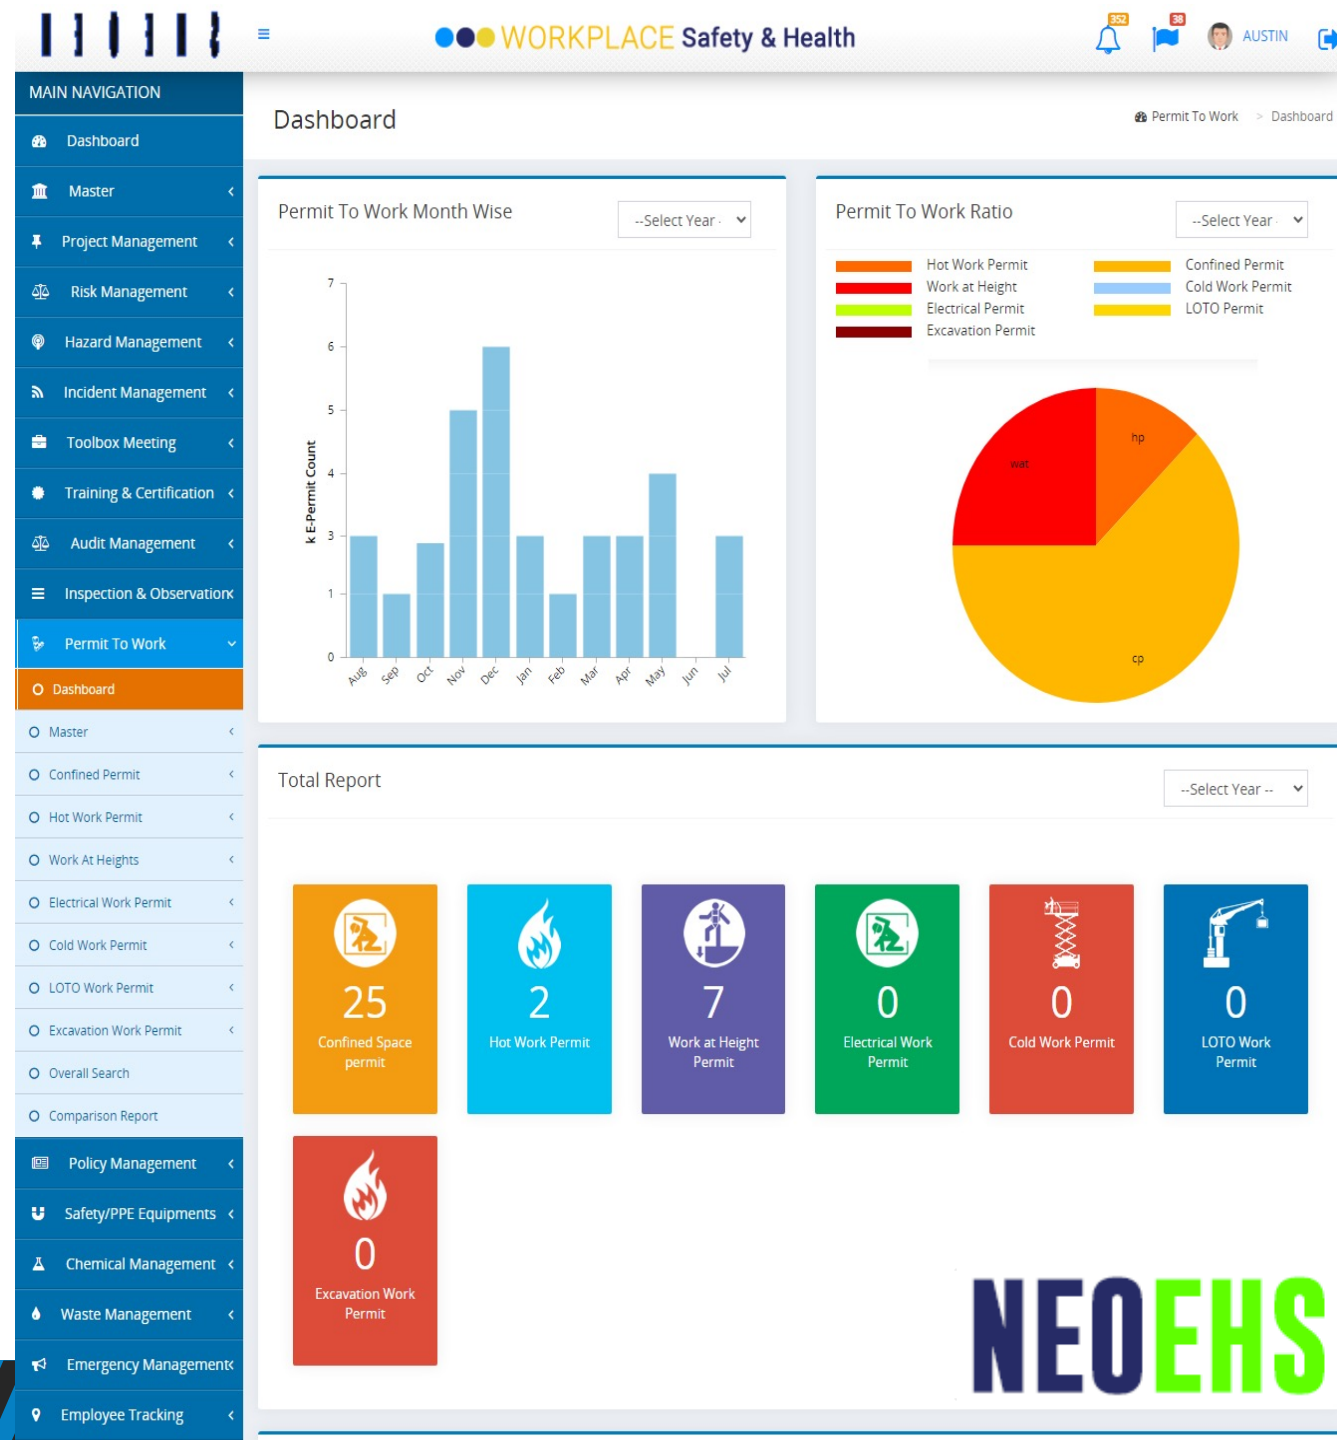 WORKPLACE Safety & Health
352
38
AUSTIN
MAIN NAVIGATION
Dashboard
Master
Project Management
Risk Management
Hazard Management
Incident Management
Toolbox Meeting
Training & Certification
Audit Management
Inspection & Observation
Permit To Work
Dashboard
Master
Confined Permit
Hot Work Permit
Work At Heights
Electrical Work Permit
Cold Work Permit
LOTO Work Permit
Excavation Work Permit
Overall Search
Comparison Report
Policy Management
Safety/PPE Equipments
Chemical Management
Waste Management
Emergency Management
Employee Tracking
Dashboard
Permit To Work > Dashboard
Permit To Work Month Wise
--Select Year -
7
6
5
4
3
1
0
k E-Permit Count
Aug
Sep
Oct
Nov
Dec
Jan
Feb
Mar
Apr
May
Jun
Jul
Permit To Work Ratio
--Select Year
Hot Work Permit
Confined Permit
Work at Height
Cold Work Permit
Electrical Permit
LOTO Permit
Excavation Permit
hp
wat
cp
Total Report
--Select Year --
25
Confined Space
permit
2
Hot Work Permit
7
Work at Height
Permit
0
Electrical Work
Permit
0
Cold Work Permit
0
LOTO Work
Permit
0
Excavation Work
Permit
NEOEHS